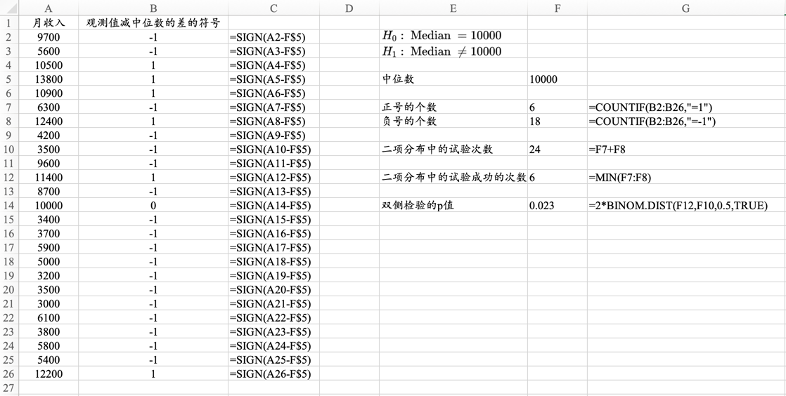 A B C D E F G
1 月收入 观测值减中位数的差的符号
2 9700 -1 =SIGN(A2-F$5) H₀ : Median = 10000
3 5600 -1 =SIGN(A3-F$5) H₁ : Median ≠ 10000
4 10500 1 =SIGN(A4-F$5)
5 13800 1 =SIGN(A5-F$5) 中位数 10000
6 10900 1 =SIGN(A6-F$5)
7 6300 -1 =SIGN(A7-F$5) 正号的个数 6 =COUNTIF(B2:B26,"=1")
8 12400 1 =SIGN(A8-F$5) 负号的个数 18 =COUNTIF(B2:B26,"=-1")
9 4200 -1 =SIGN(A9-F$5)
10 3500 -1 =SIGN(A10-F$5) 二项分布中的试验次数 24 =F7+F8
11 9600 -1 =SIGN(A11-F$5)
12 11400 1 =SIGN(A12-F$5) 二项分布中的试验成功的次数 6 =MIN(F7:F8)
13 8700 -1 =SIGN(A13-F$5)
14 10000 0 =SIGN(A14-F$5) 双侧检验的p值 0.023 =2*BINOM.DIST(F12,F10,0.5,TRUE)
15 3400 -1 =SIGN(A15-F$5)
16 3700 -1 =SIGN(A16-F$5)
17 5900 -1 =SIGN(A17-F$5)
18 5000 -1 =SIGN(A18-F$5)
19 3200 -1 =SIGN(A19-F$5)
20 3500 -1 =SIGN(A20-F$5)
21 3000 -1 =SIGN(A21-F$5)
22 6100 -1 =SIGN(A22-F$5)
23 3800 -1 =SIGN(A23-F$5)
24 5800 -1 =SIGN(A24-F$5)
25 5400 -1 =SIGN(A25-F$5)
26 12200 1 =SIGN(A26-F$5)
27